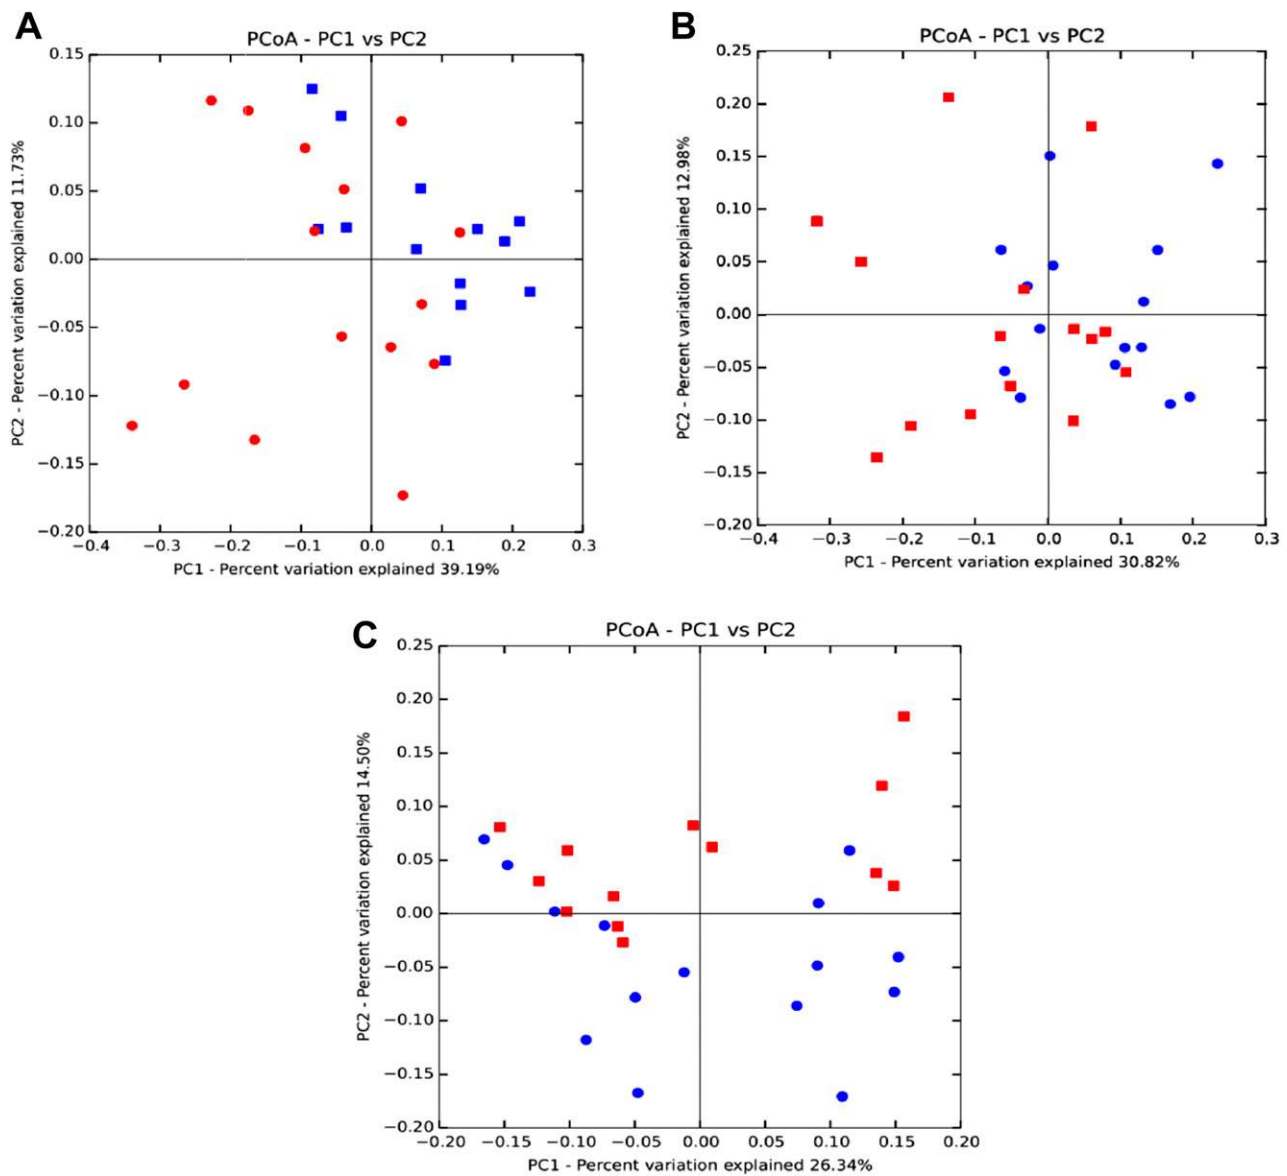 A
PCoA - PC1 vs PC2
0.15
0.10
0.05
0.00
−0.05
−0.10
−0.15
−0.20
PC2 - Percent variation explained 11.73%
−0.4 −0.3 −0.2 −0.1 0.0 0.1 0.2 0.3
PC1 - Percent variation explained 39.19%
B
PCoA - PC1 vs PC2
0.25
0.20
0.15
0.10
0.05
0.00
−0.05
−0.10
−0.15
−0.20
PC2 - Percent variation explained 12.98%
−0.4 −0.3 −0.2 −0.1 0.0 0.1 0.2 0.3
PC1 - Percent variation explained 30.82%
C
PCoA - PC1 vs PC2
0.25
0.20
0.15
0.10
0.05
0.00
−0.05
−0.10
−0.15
−0.20
PC2 - Percent variation explained 14.50%
−0.20 −0.15 −0.10 −0.05 0.00 0.05 0.10 0.15 0.20
PC1 - Percent variation explained 26.34%